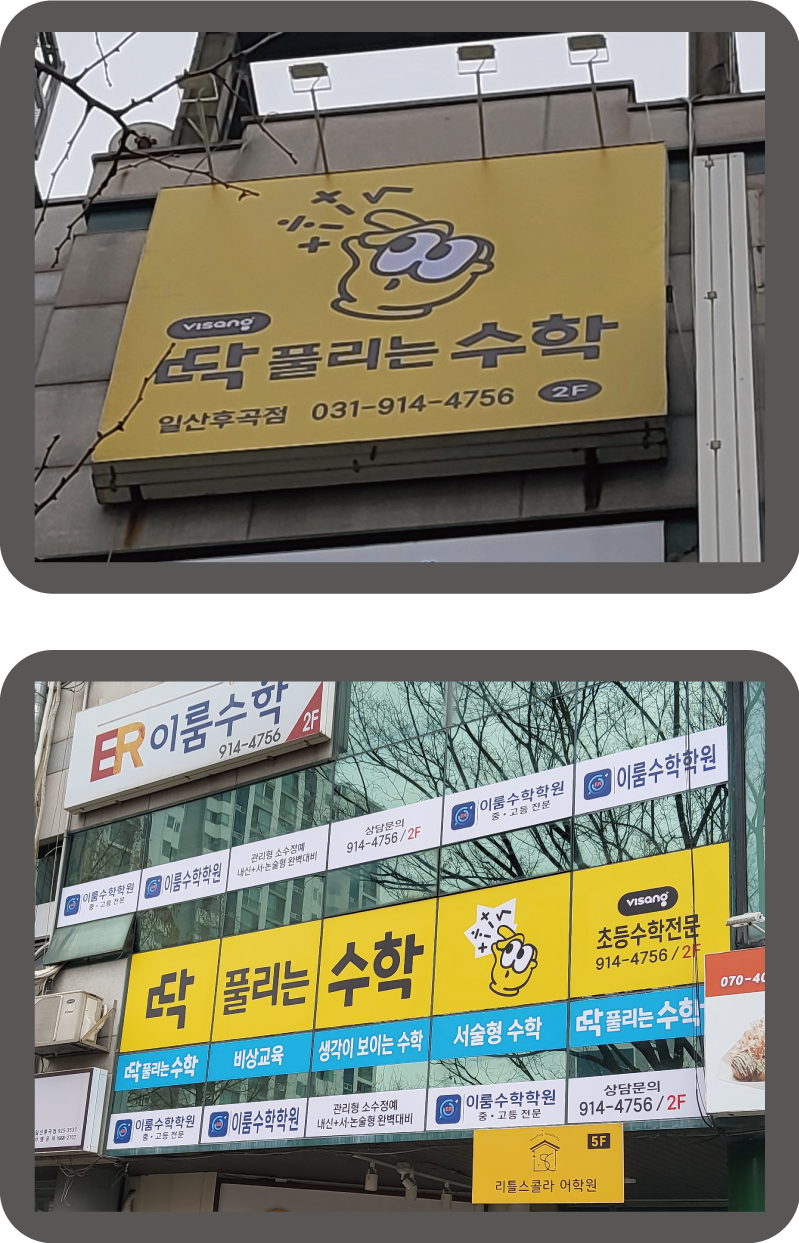 visang
딱 풀리는 수학
일산후곡점 031-914-4756 2F
ER 이룸수학
914-4756 2F
이룸수학학원
중·고등 전문
이룸수학학원
관리형 소수정예
내신+서·논술형 완벽대비
상담문의
914-4756 / 2F
이룸수학학원
중·고등 전문
이룸수학학원
딱 풀리는 수학
visang
초등수학전문
914-4756 / 2F
딱 풀리는 수학
비상교육
생각이 보이는 수학
서술형 수학
딱 풀리는 수학
070-4
이룸수학학원
중·고등 전문
이룸수학학원
관리형 소수정예
내신+서·논술형 완벽대비
이룸수학학원
중·고등 전문
상담문의
914-4756 / 2F
5F
리틀스콜라 어학원